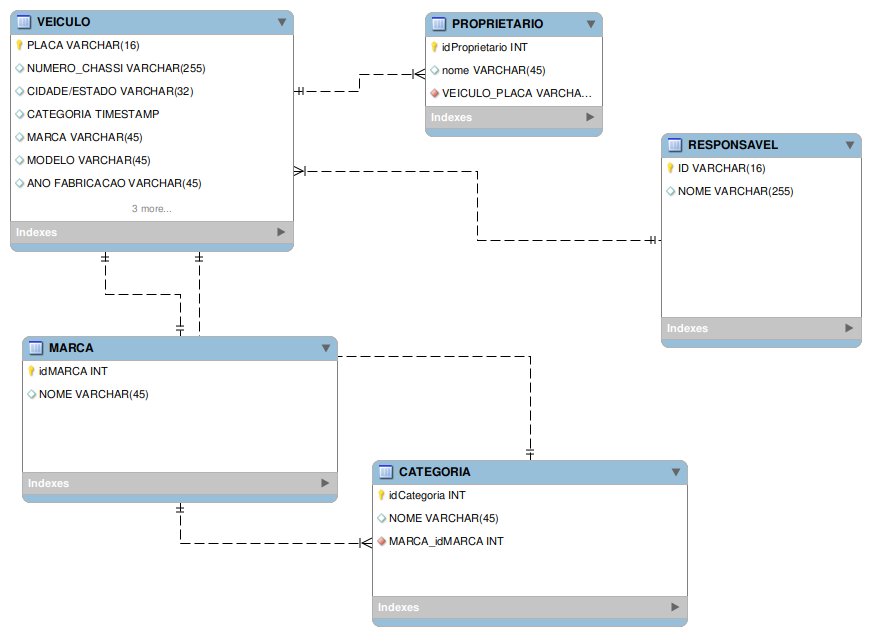 VEICULO
PLACA VARCHAR(16)
NUMERO_CHASSI VARCHAR(255)
CIDADE/ESTADO VARCHAR(32)
CATEGORIA TIMESTAMP
MARCA VARCHAR(45)
MODELO VARCHAR(45)
ANO FABRICACAO VARCHAR(45)
3 more...
Indexes
PROPRIETARIO
idProprietario INT
nome VARCHAR(45)
VEICULO_PLACA VARCHA...
Indexes
RESPONSAVEL
ID VARCHAR(16)
NOME VARCHAR(255)
Indexes
MARCA
idMARCA INT
NOME VARCHAR(45)
Indexes
CATEGORIA
idCategoria INT
NOME VARCHAR(45)
MARCA_idMARCA INT
Indexes